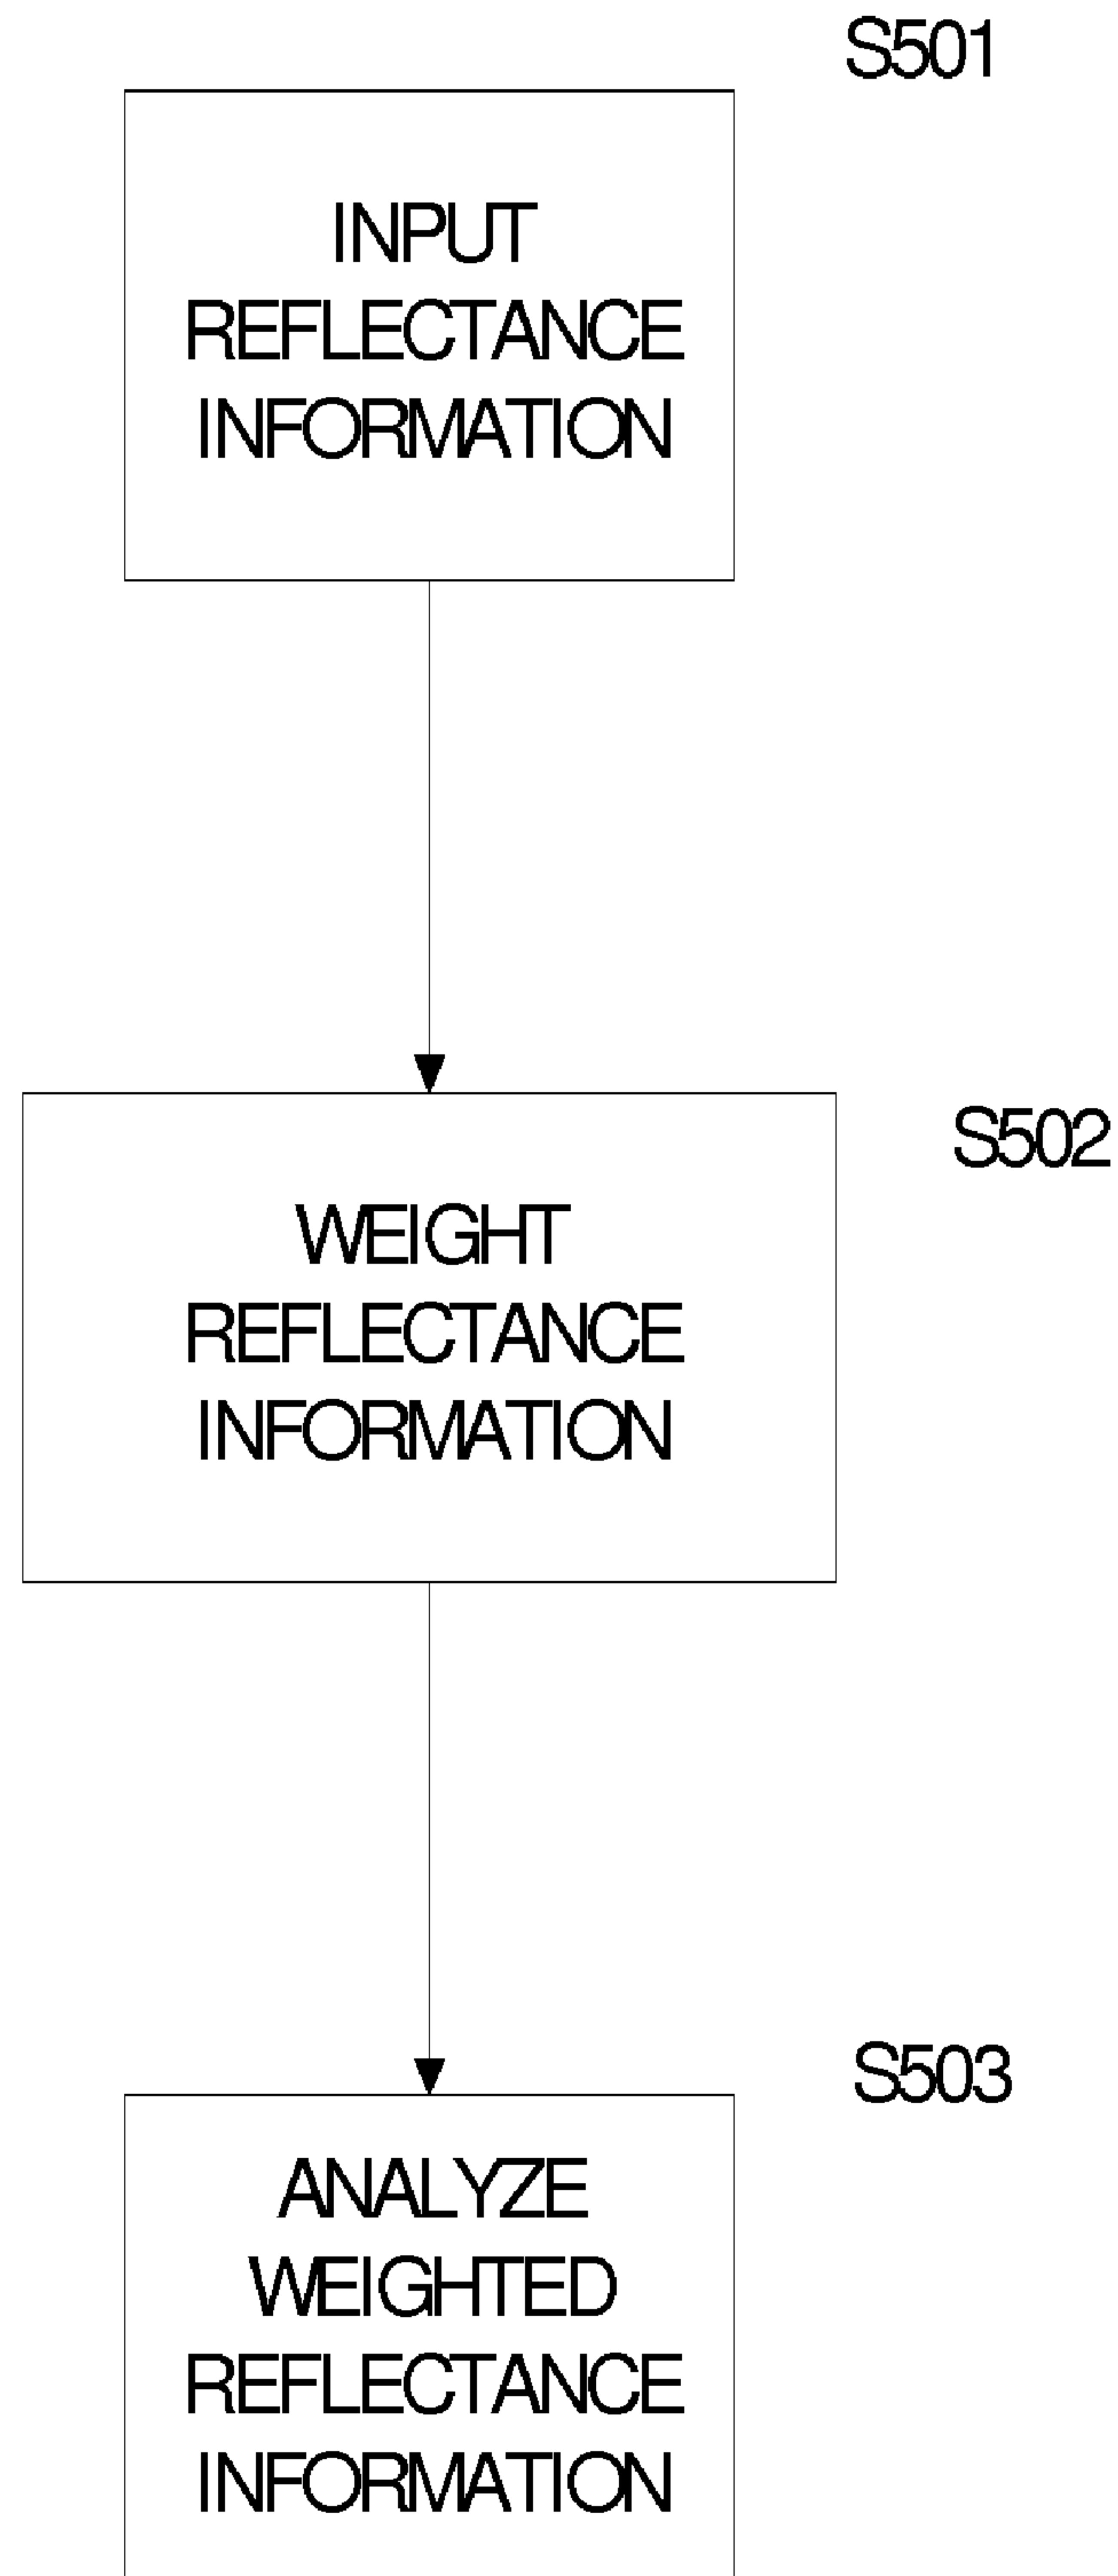 S501
INPUT
REFLECTANCE
INFORMATION
S502
WEIGHT
REFLECTANCE
INFORMATION
S503
ANALYZE
WEIGHTED
REFLECTANCE
INFORMATION